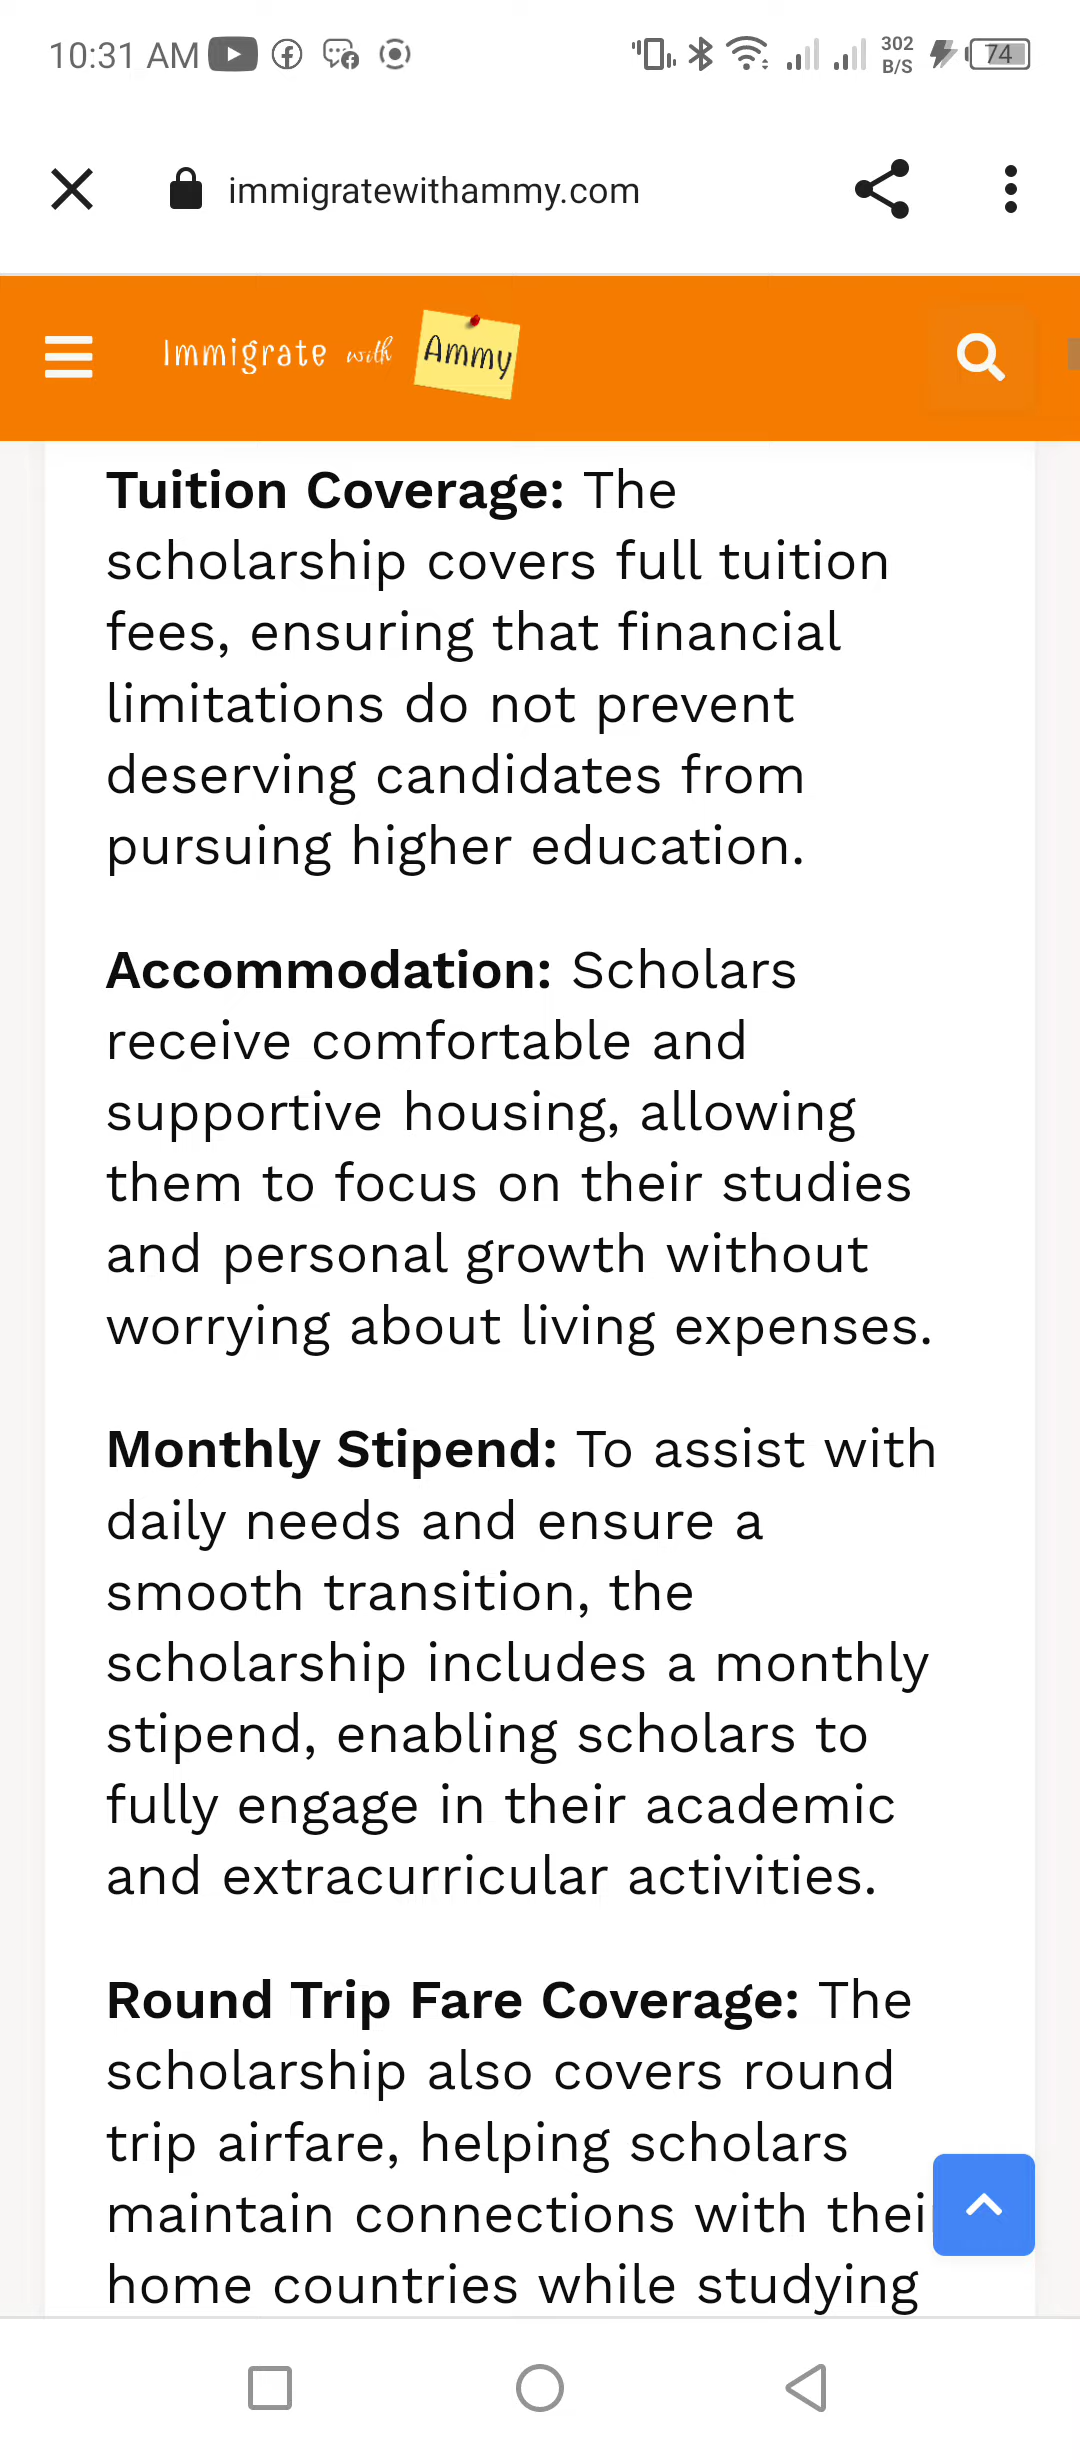 10:31 AM
302
B/S
74
immigratewithammy.com
Immigrate with Ammy
Tuition Coverage: The
scholarship covers full tuition
fees, ensuring that financial
limitations do not prevent
deserving candidates from
pursuing higher education.
Accommodation: Scholars
receive comfortable and
supportive housing, allowing
them to focus on their studies
and personal growth without
worrying about living expenses.
Monthly Stipend: To assist with
daily needs and ensure a
smooth transition, the
scholarship includes a monthly
stipend, enabling scholars to
fully engage in their academic
and extracurricular activities.
Round Trip Fare Coverage: The
scholarship also covers round
trip airfare, helping scholars
maintain connections with thei
home countries while studying